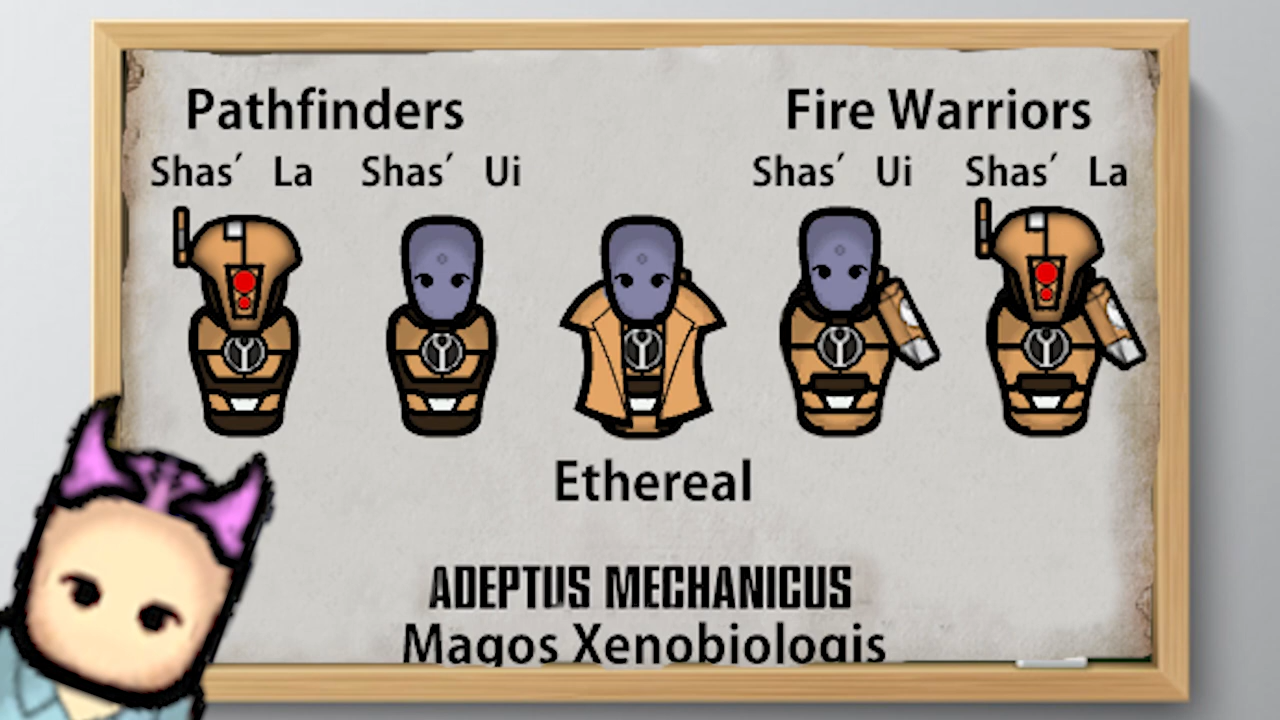 Pathfinders
Fire Warriors
Shas´ La
Shas´ Ui
Shas´ Ui
Shas´ La
Ethereal
ADEPTUS MECHANICUS
Magos Xenobiologis